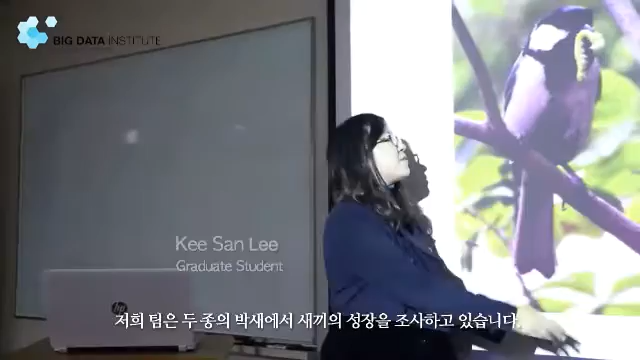 BIG DATA INSTITUTE
Kee San Lee
Graduate Student
hp
저희 팀은 두 종의 박새에서 새끼의 성장을 조사하고 있습니다.